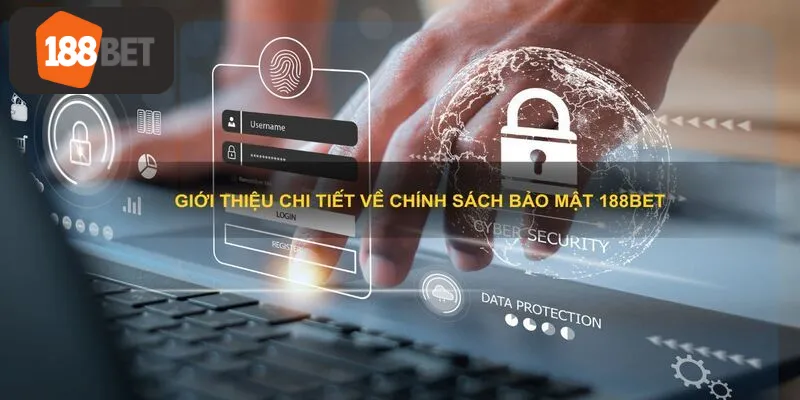 188BET
Username
************
GIỚI THIỆU CHI TIẾT VỀ CHÍNH SÁCH BẢO MẬT 188BET
LOGIN
CYBER SECURITY
REGISTER
DATA PROTECTION